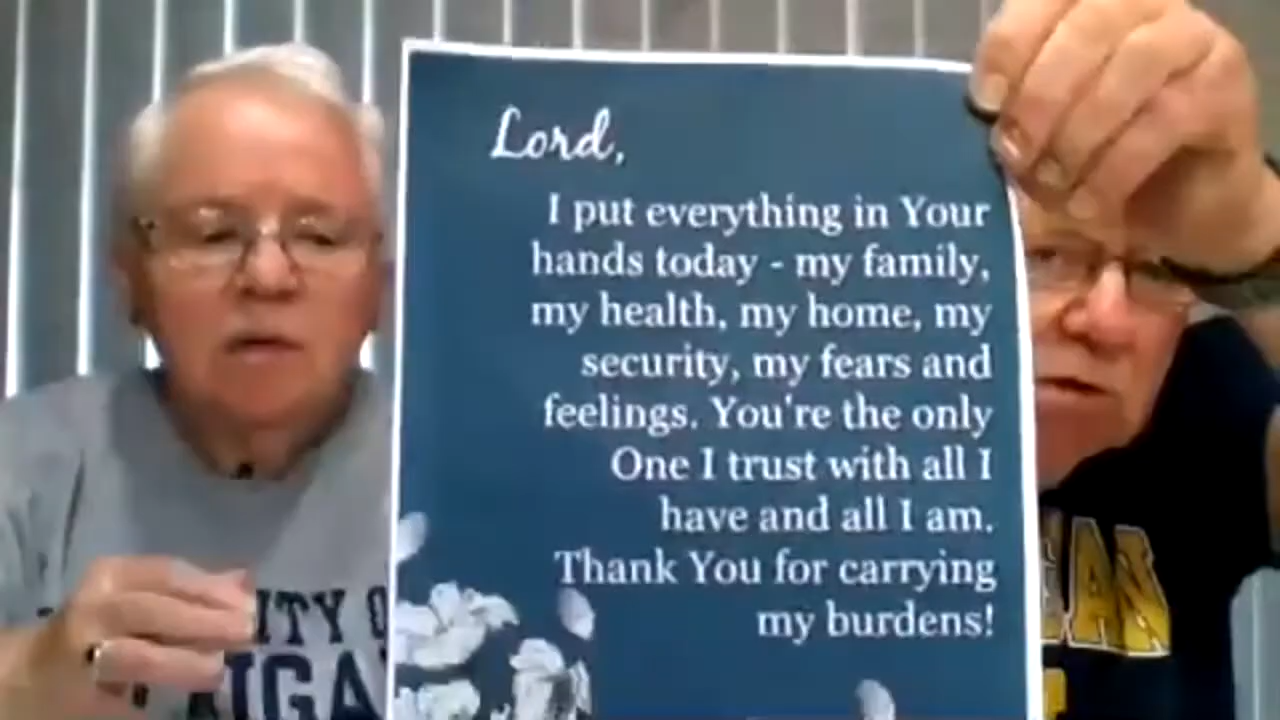 Lord,
I put everything in Your
hands today - my family,
my health, my home, my
security, my fears and
feelings. You're the only
One I trust with all I
have and all I am.
Thank You for carrying
my burdens!